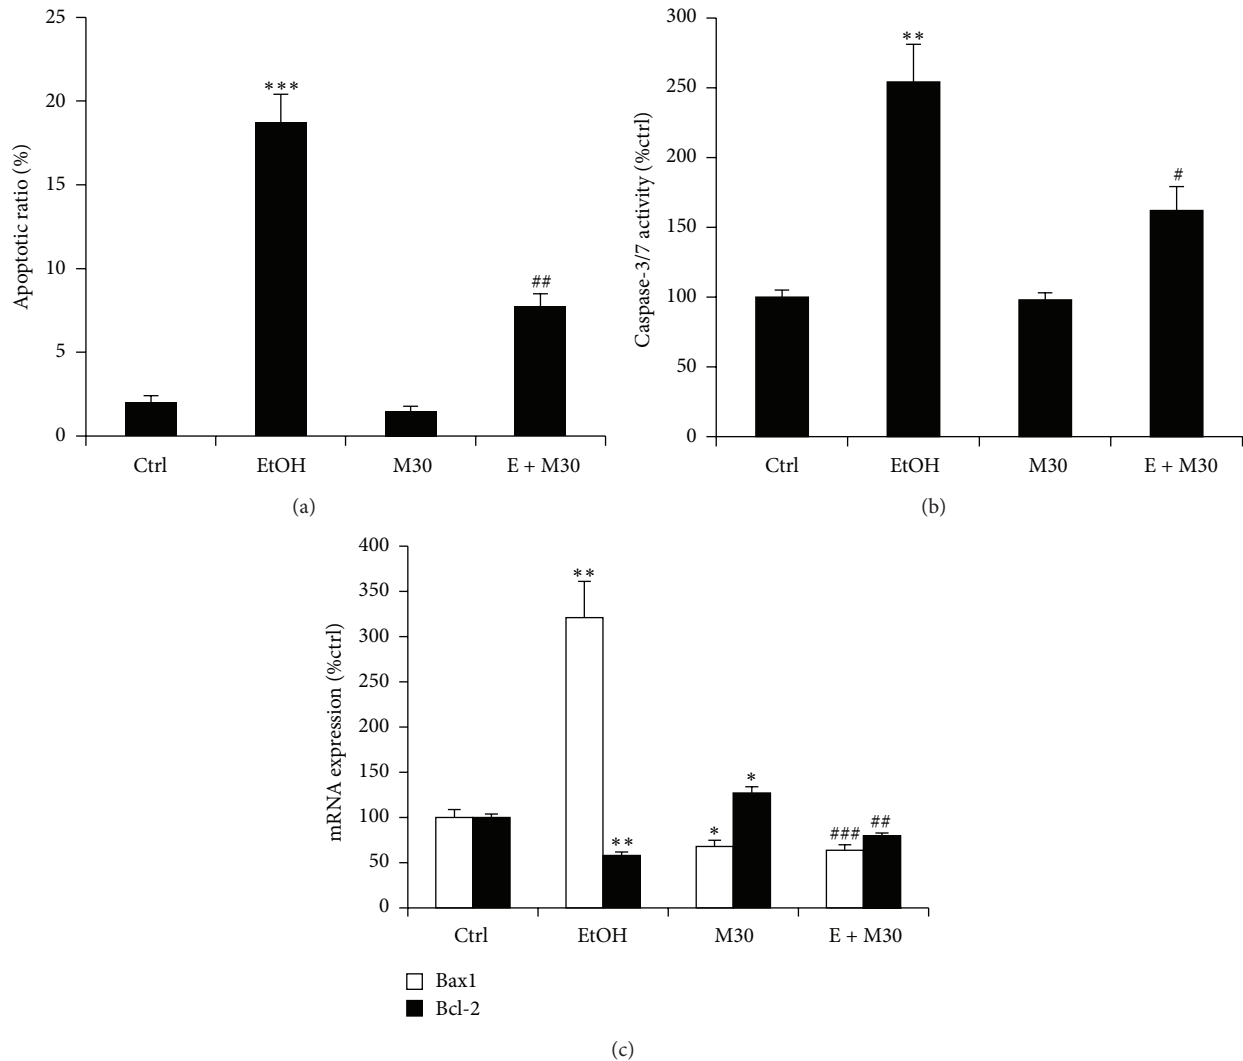 25
20
15
10
5
0
Apoptotic ratio (%)
***
##
Ctrl
EtOH
M30
E + M30
(a)
300
250
200
150
100
50
0
Caspase-3/7 activity (%ctrl)
**
#
Ctrl
EtOH
M30
E + M30
(b)
400
350
300
250
200
150
100
50
0
mRNA expression (%ctrl)
**
**
*
*
###
##
Ctrl
EtOH
M30
E + M30
Bax1
Bcl-2
(c)